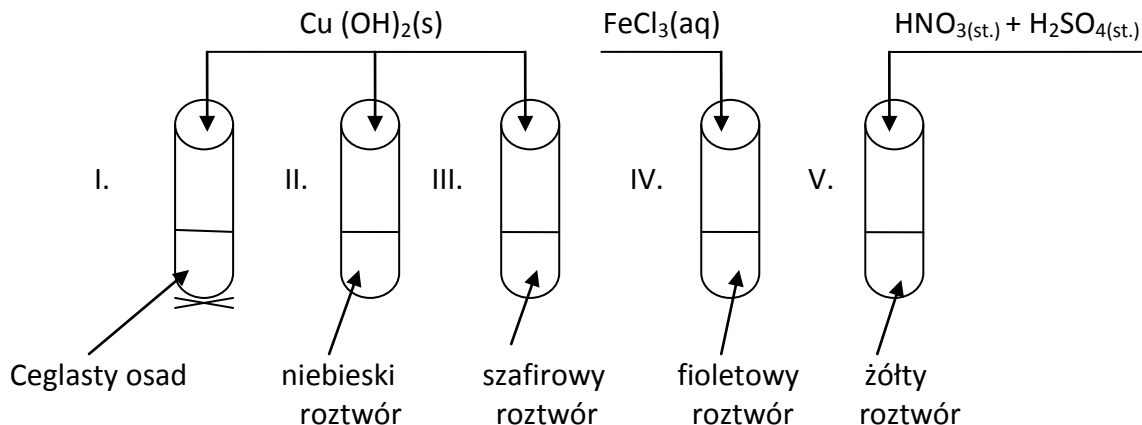 Cu (OH)2(s) FeCl3(aq) HNO3(st.) + H2SO4(st.)
I. II. III. IV. V.
Ceglasty osad niebieski szafirowy fioletowy żółty
roztwór roztwór roztwór roztwór